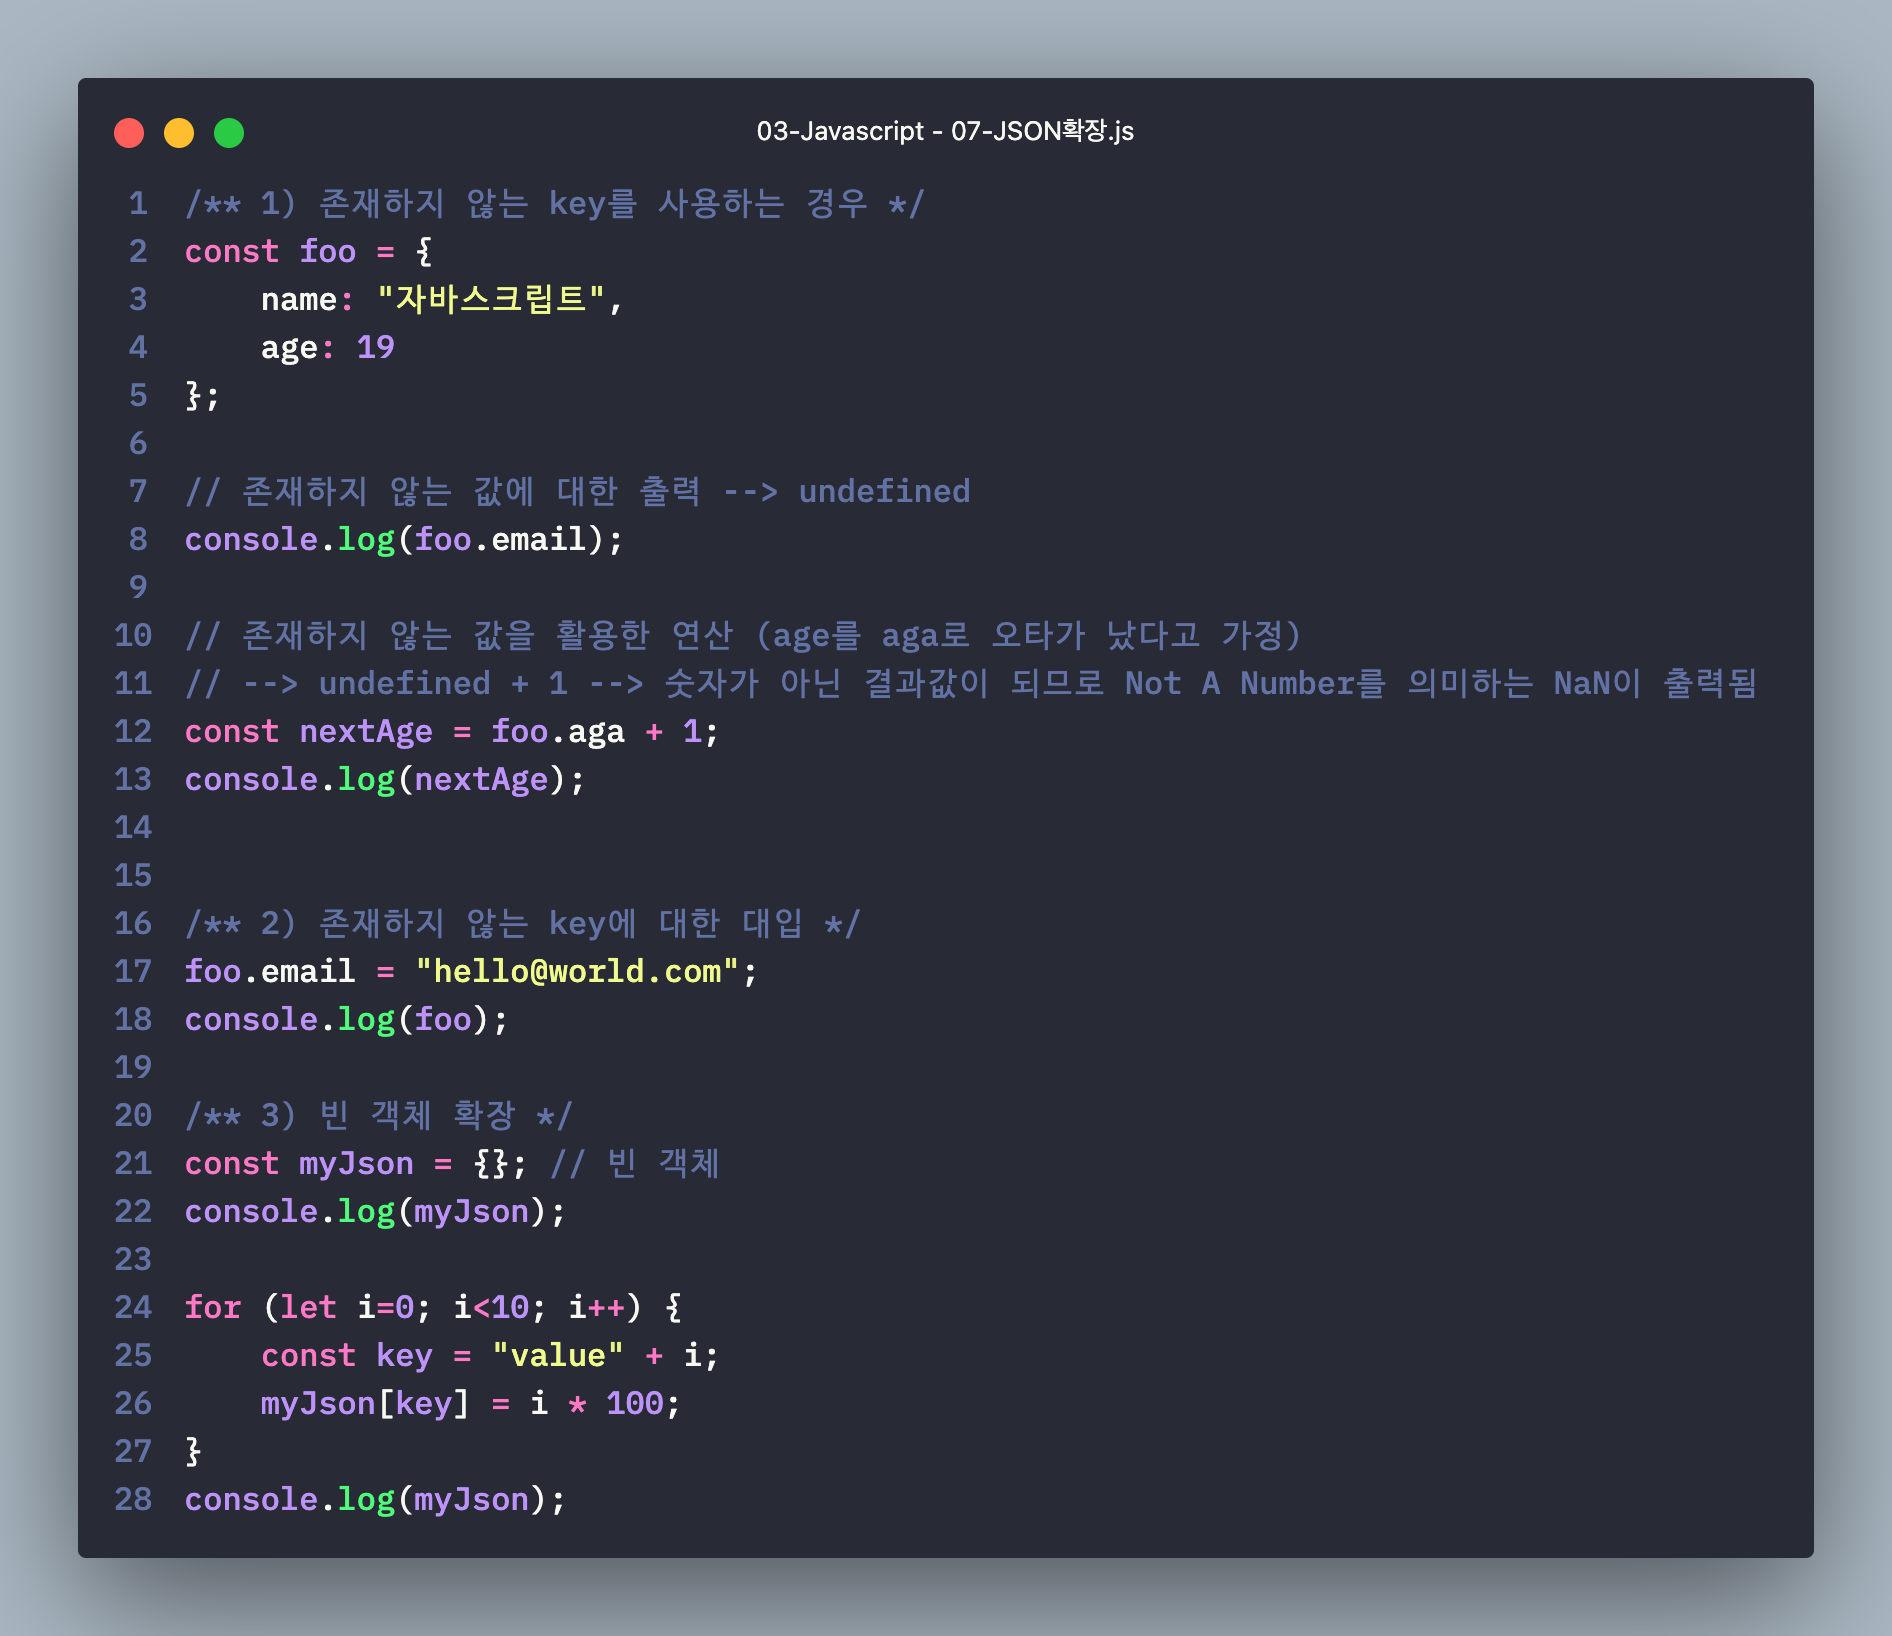 03-Javascript - 07-JSON확장.js
1 /** 1) 존재하지 않는 key를 사용하는 경우 */
2 const foo = {
3     name: "자바스크립트",
4     age: 19
5 };
6
7 // 존재하지 않는 값에 대한 출력 --> undefined
8 console.log(foo.email);
9
10 // 존재하지 않는 값을 활용한 연산 (age를 aga로 오타가 났다고 가정)
11 // --> undefined + 1 --> 숫자가 아닌 결과값이 되므로 Not A Number를 의미하는 NaN이 출력됨
12 const nextAge = foo.aga + 1;
13 console.log(nextAge);
14
15
16 /** 2) 존재하지 않는 key에 대한 대입 */
17 foo.email = "hello@world.com";
18 console.log(foo);
19
20 /** 3) 빈 객체 확장 */
21 const myJson = {}; // 빈 객체
22 console.log(myJson);
23
24 for (let i=0; i<10; i++) {
25     const key = "value" + i;
26     myJson[key] = i * 100;
27 }
28 console.log(myJson);